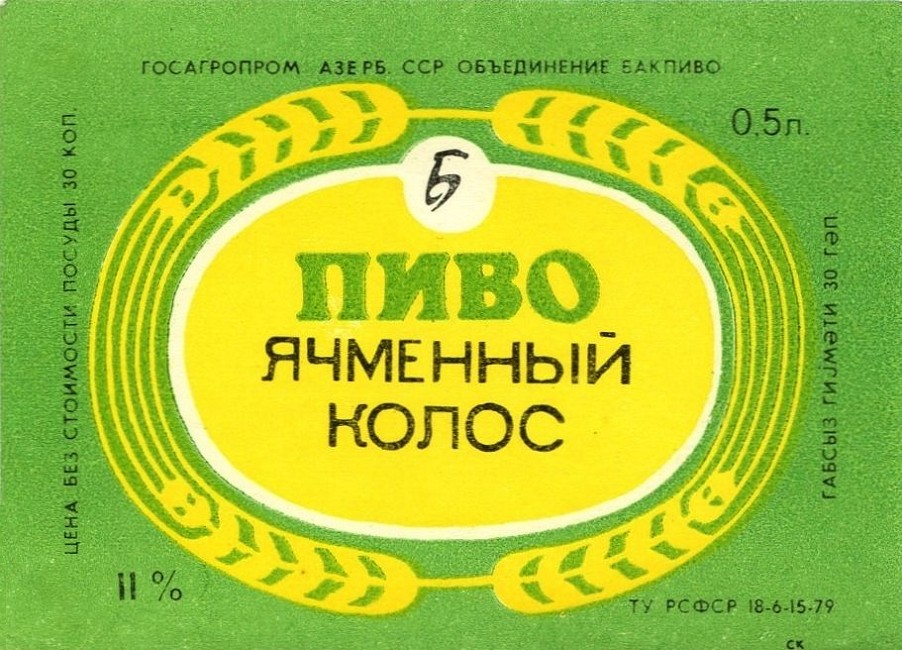 ГОСАГРОПРОМ АЗЕРБ. ССР ОБЪЕДИНЕНИЕ БАКПИВО
0,5л.
ЦЕНА БЕЗ СТОИМОСТИ ПОСУДЫ 30 КОП.
Б
ПИВО
ЯЧМЕННЫЙ
КОЛОС
ГАБСЫЗ ГИЈМӘТИ 30 ГӘП
11 %
ТУ РСФСР 18-6-15-79
СК